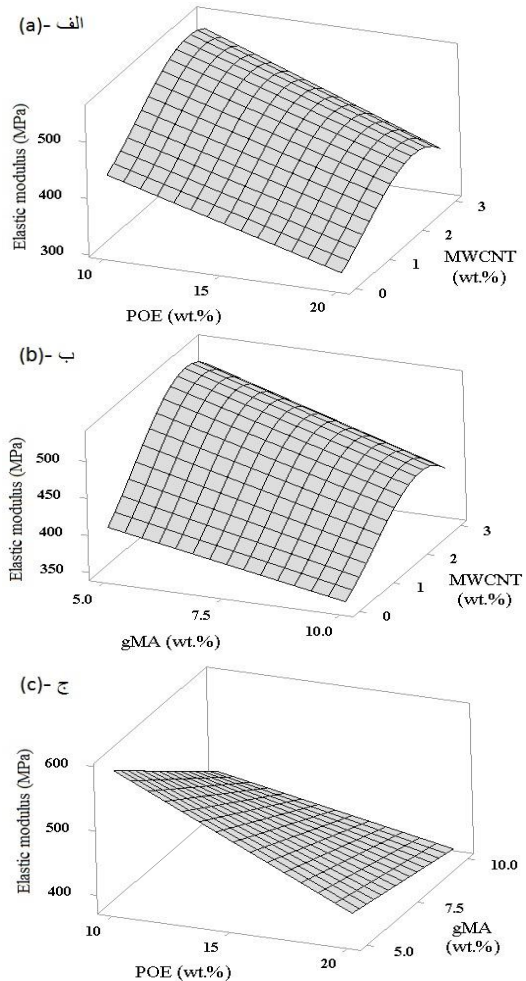 (a)- الف
Elastic modulus (MPa)
500
400
300
10
15
20
POE (wt.%)
0
1
2
3
MWCNT
(wt.%)
(b)- ب
Elastic modulus (MPa)
500
450
400
350
5.0
7.5
10.0
gMA (wt.%)
0
1
2
3
MWCNT
(wt.%)
(c)- ج
Elastic modulus (MPa)
600
500
400
10
15
20
POE (wt.%)
5.0
7.5
10.0
gMA
(wt.%)